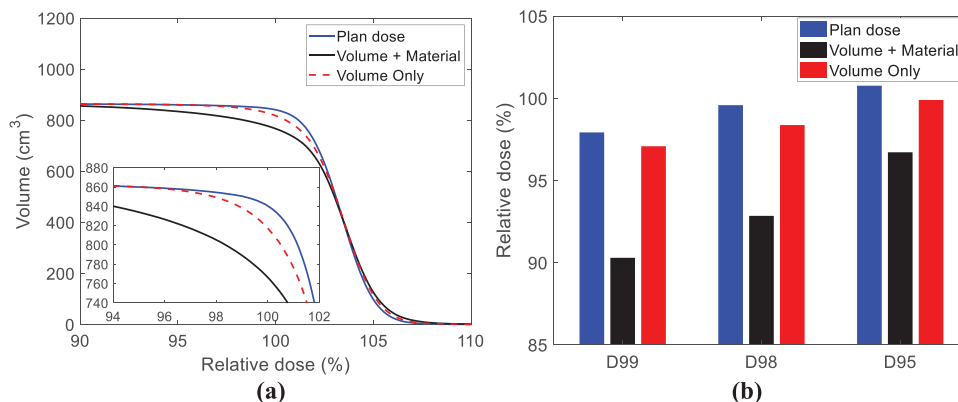 1200
1000
800
600
400
200
0
Volume (cm³)
90
95
100
105
110
Relative dose (%)
Plan dose
Volume + Material
Volume Only
880
860
840
820
800
780
760
740
94
96
98
100
102
(a)
105
100
95
90
85
Relative dose (%)
Plan dose
Volume + Material
Volume Only
D99
D98
D95
(b)